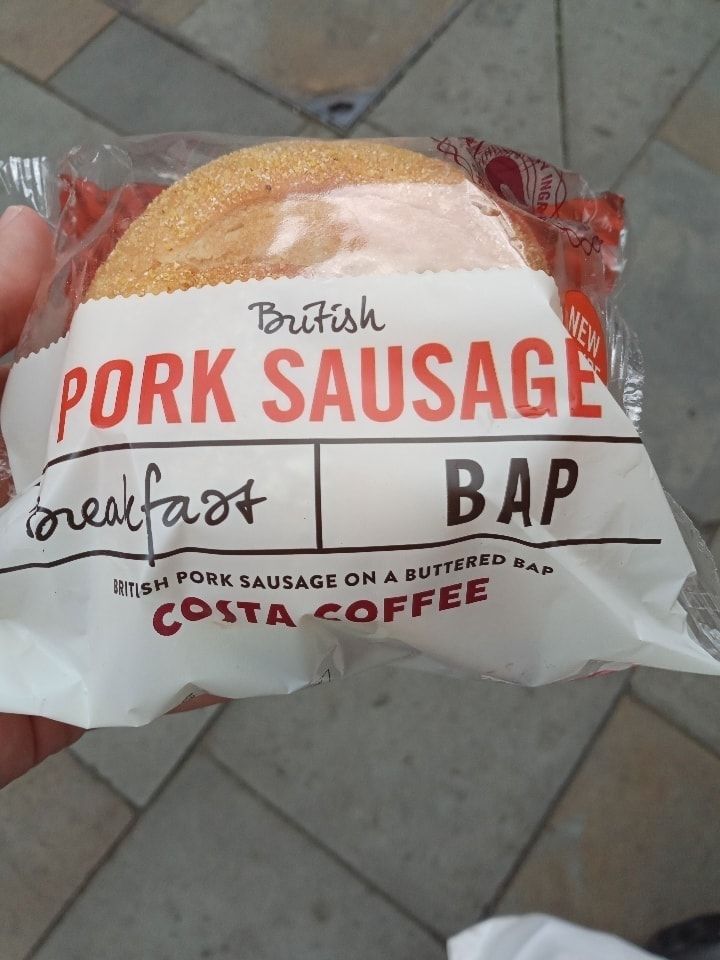 British
NEW
PORK SAUSAGE
Breakfast
BAP
BRITISH PORK SAUSAGE ON A BUTTERED BAP
COSTA COFFEE